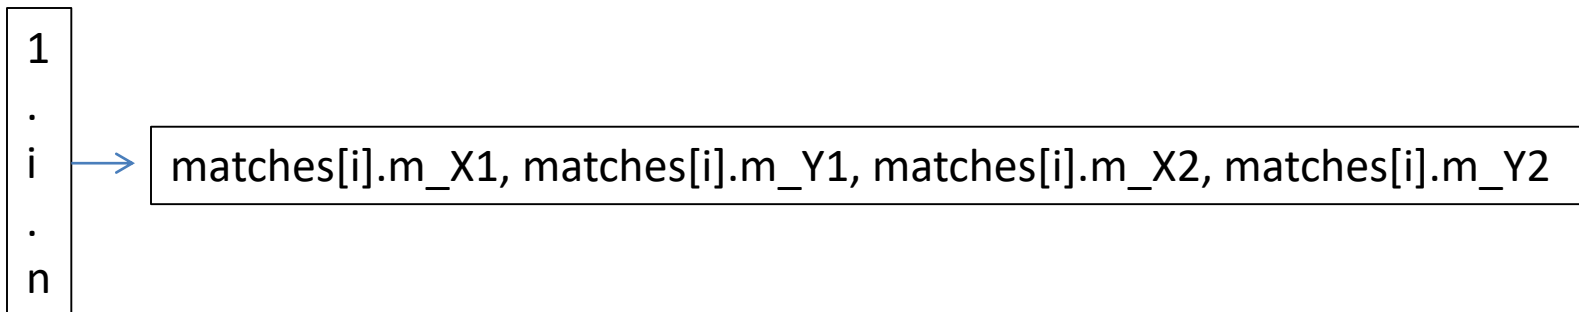 1
.
i
.
n
matches[i].m_X1, matches[i].m_Y1, matches[i].m_X2, matches[i].m_Y2